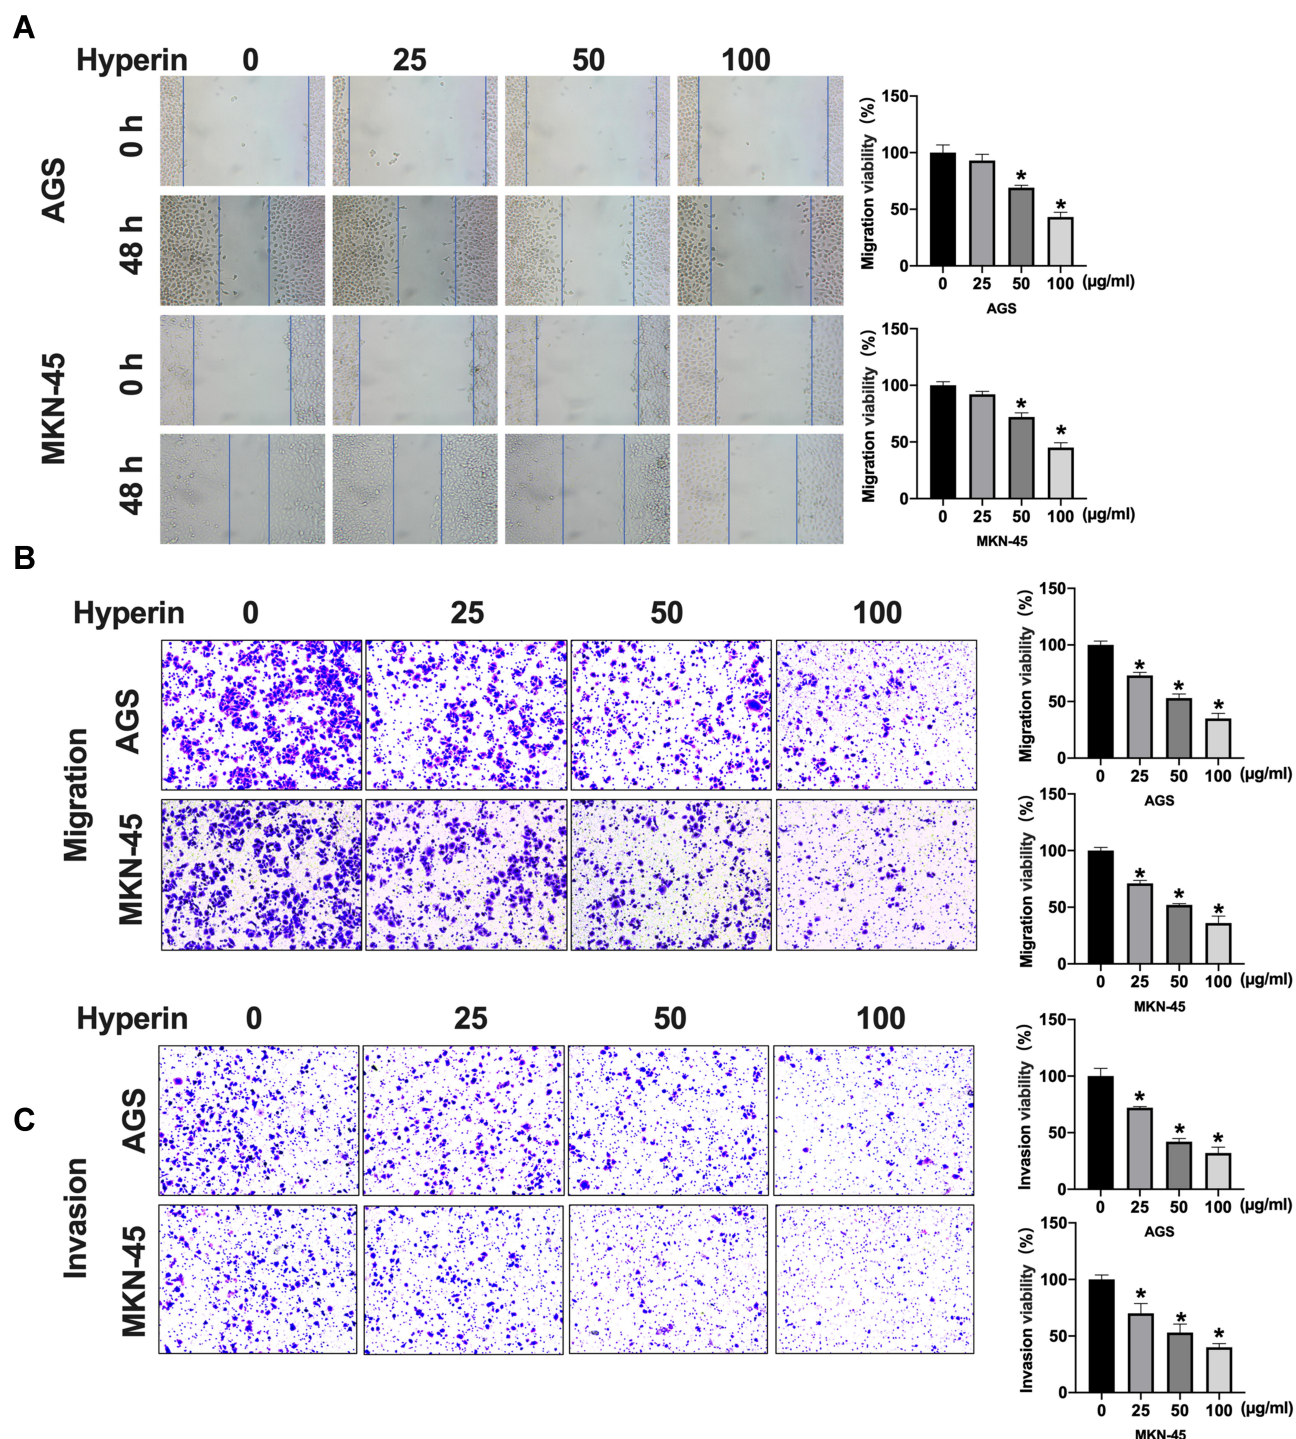 A
Hyperin 0 25 50 100
AGS
0 h
48 h
MKN-45
0 h
48 h
Migration viability (%)
150
100
50
0
* *
0 25 50 100 (μg/ml)
AGS
Migration viability (%)
150
100
50
0
* *
0 25 50 100 (μg/ml)
MKN-45
B
Hyperin 0 25 50 100
Migration
AGS
MKN-45
Migration viability (%)
150
100
50
0
* * *
0 25 50 100 (μg/ml)
AGS
Migration viability (%)
150
100
50
0
* * *
0 25 50 100 (μg/ml)
MKN-45
C
Hyperin 0 25 50 100
Invasion
AGS
MKN-45
Invasion viability (%)
150
100
50
0
* * *
0 25 50 100 (μg/ml)
AGS
Invasion viability (%)
150
100
50
0
* * *
0 25 50 100 (μg/ml)
MKN-45